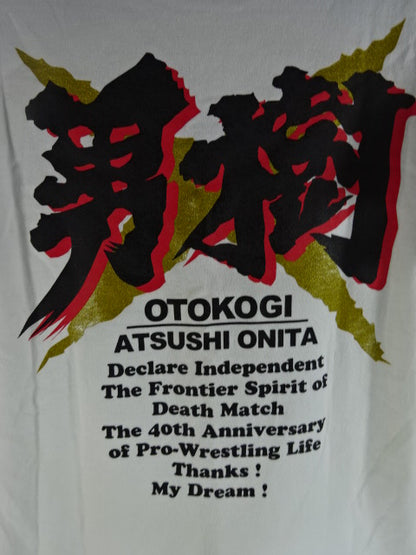 男樹
OTOKOGI
ATSUSHI ONITA
Declare Independent
The Frontier Spirit of
Death Match
The 40th Anniversary
of Pro-Wrestling Life
Thanks !
My Dream !